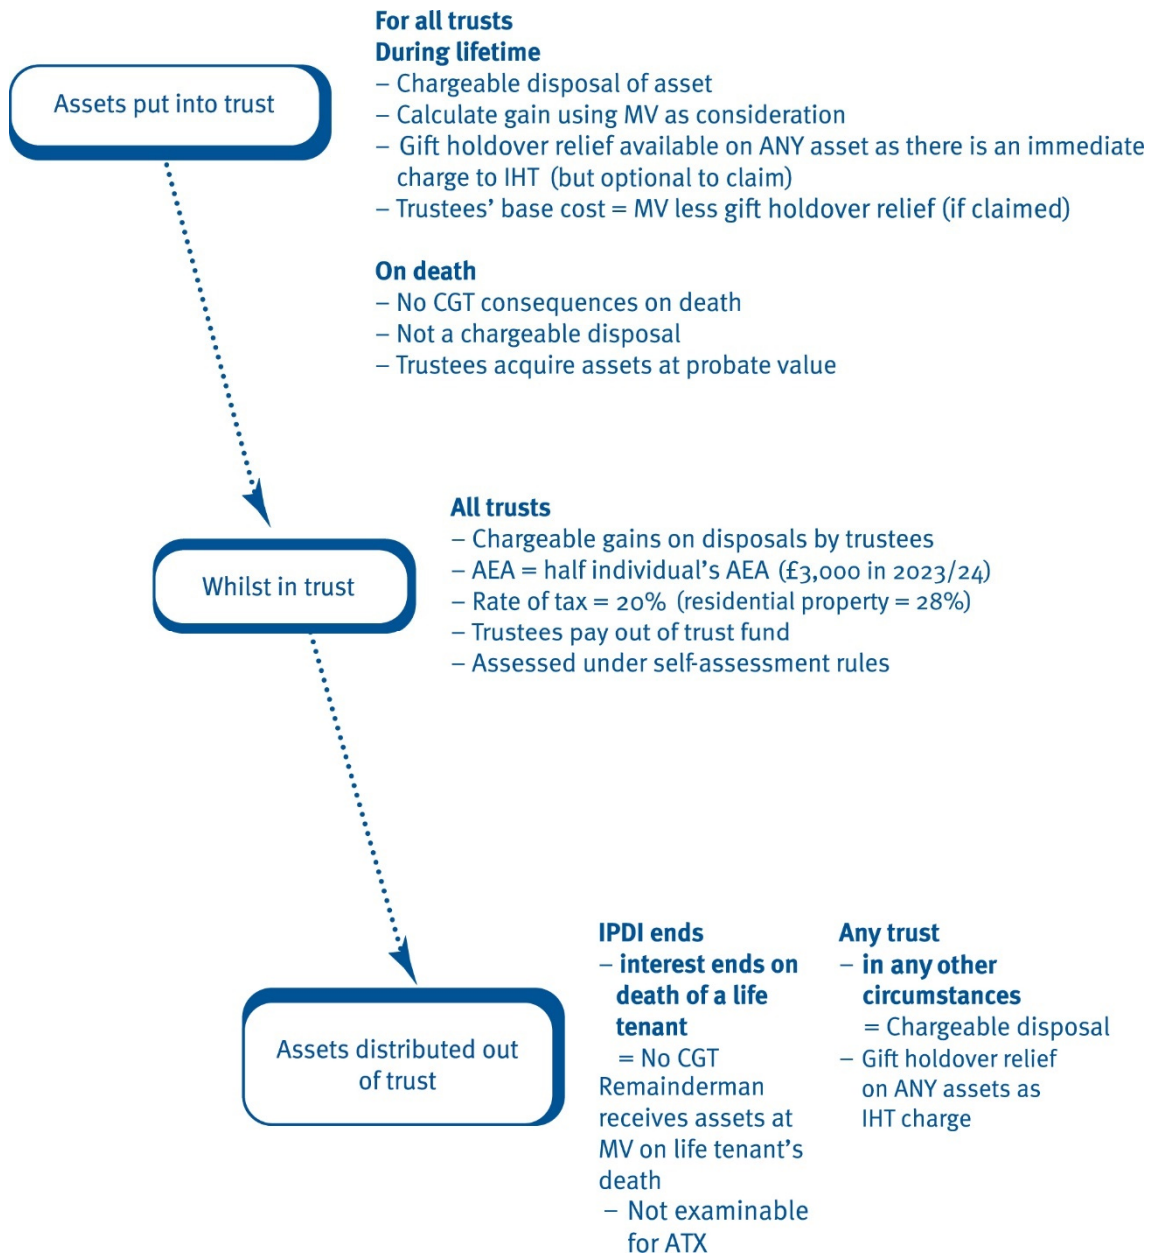 For all trusts
During lifetime
Assets put into trust
– Chargeable disposal of asset
– Calculate gain using MV as consideration
– Gift holdover relief available on ANY asset as there is an immediate
charge to IHT (but optional to claim)
– Trustees' base cost = MV less gift holdover relief (if claimed)
On death
– No CGT consequences on death
– Not a chargeable disposal
– Trustees acquire assets at probate value
Whilst in trust
All trusts
– Chargeable gains on disposals by trustees
– AEA = half individual's AEA (£3,000 in 2023/24)
– Rate of tax = 20% (residential property = 28%)
– Trustees pay out of trust fund
– Assessed under self-assessment rules
Assets distributed out
of trust
IPDI ends
– interest ends on
death of a life
tenant
= No CGT
Remainderman
receives assets at
MV on life tenant's
death
– Not examinable
for ATX
Any trust
– in any other
circumstances
= Chargeable disposal
– Gift holdover relief
on ANY assets as
IHT charge